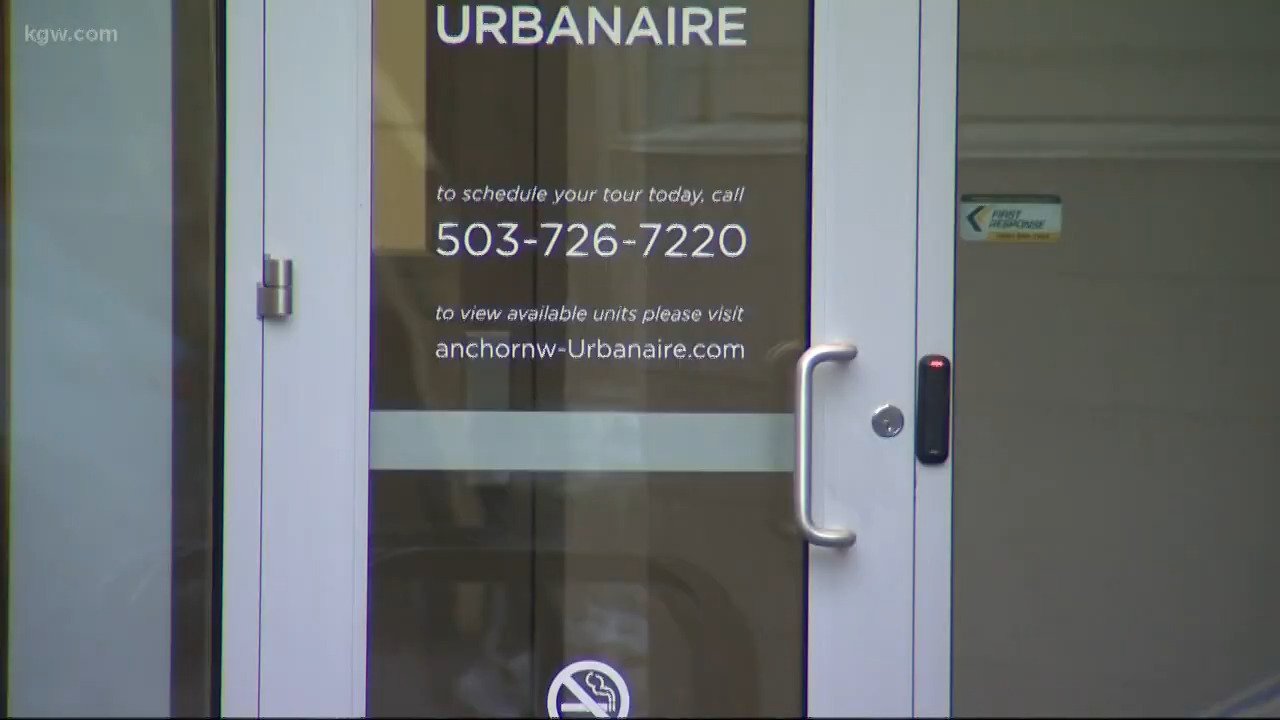 kgw.com
URBANAIRE
to schedule your tour today, call
503-726-7220
to view available units please visit
anchornw-Urbanaire.com
FIRST
RESPONSE